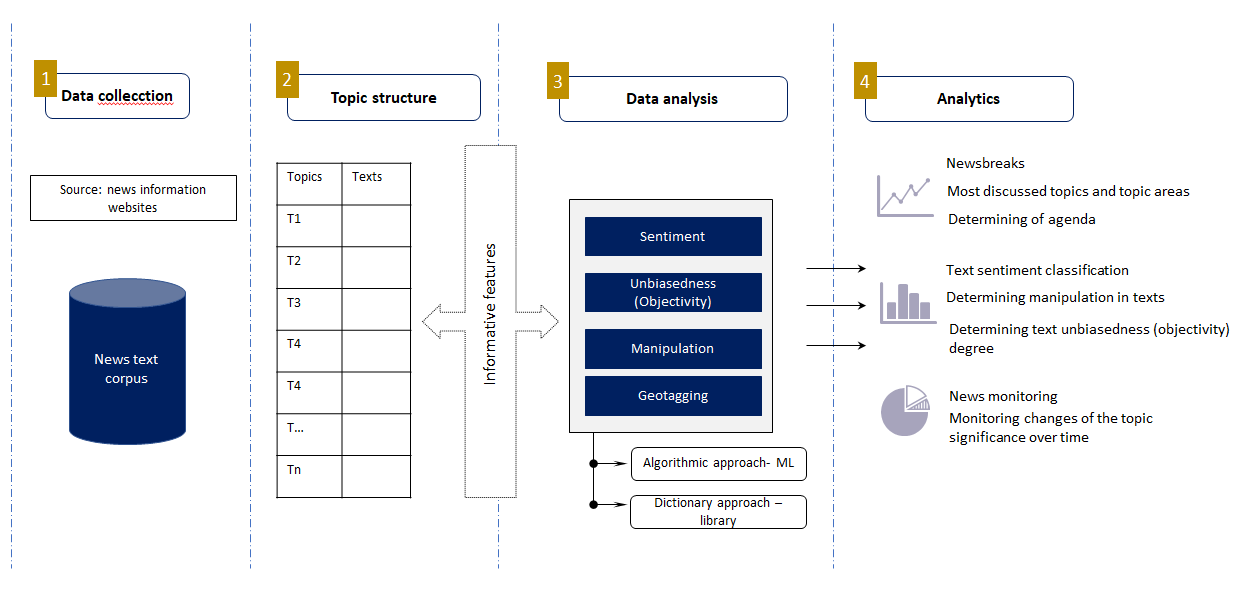 1
Data collecction
Source: news information
websites
News text
corpus
2
Topic structure
Topics Texts
T1
T2
T3
T4
T4
T...
Tn
Informative features
3
Data analysis
Sentiment
Unbiasedness
(Objectivity)
Manipulation
Geotagging
Algorithmic approach- ML
Dictionary approach –
library
4
Analytics
Newsbreaks
Most discussed topics and topic areas
Determining of agenda
Text sentiment classification
Determining manipulation in texts
Determining text unbiasedness (objectivity)
degree
News monitoring
Monitoring changes of the topic
significance over time